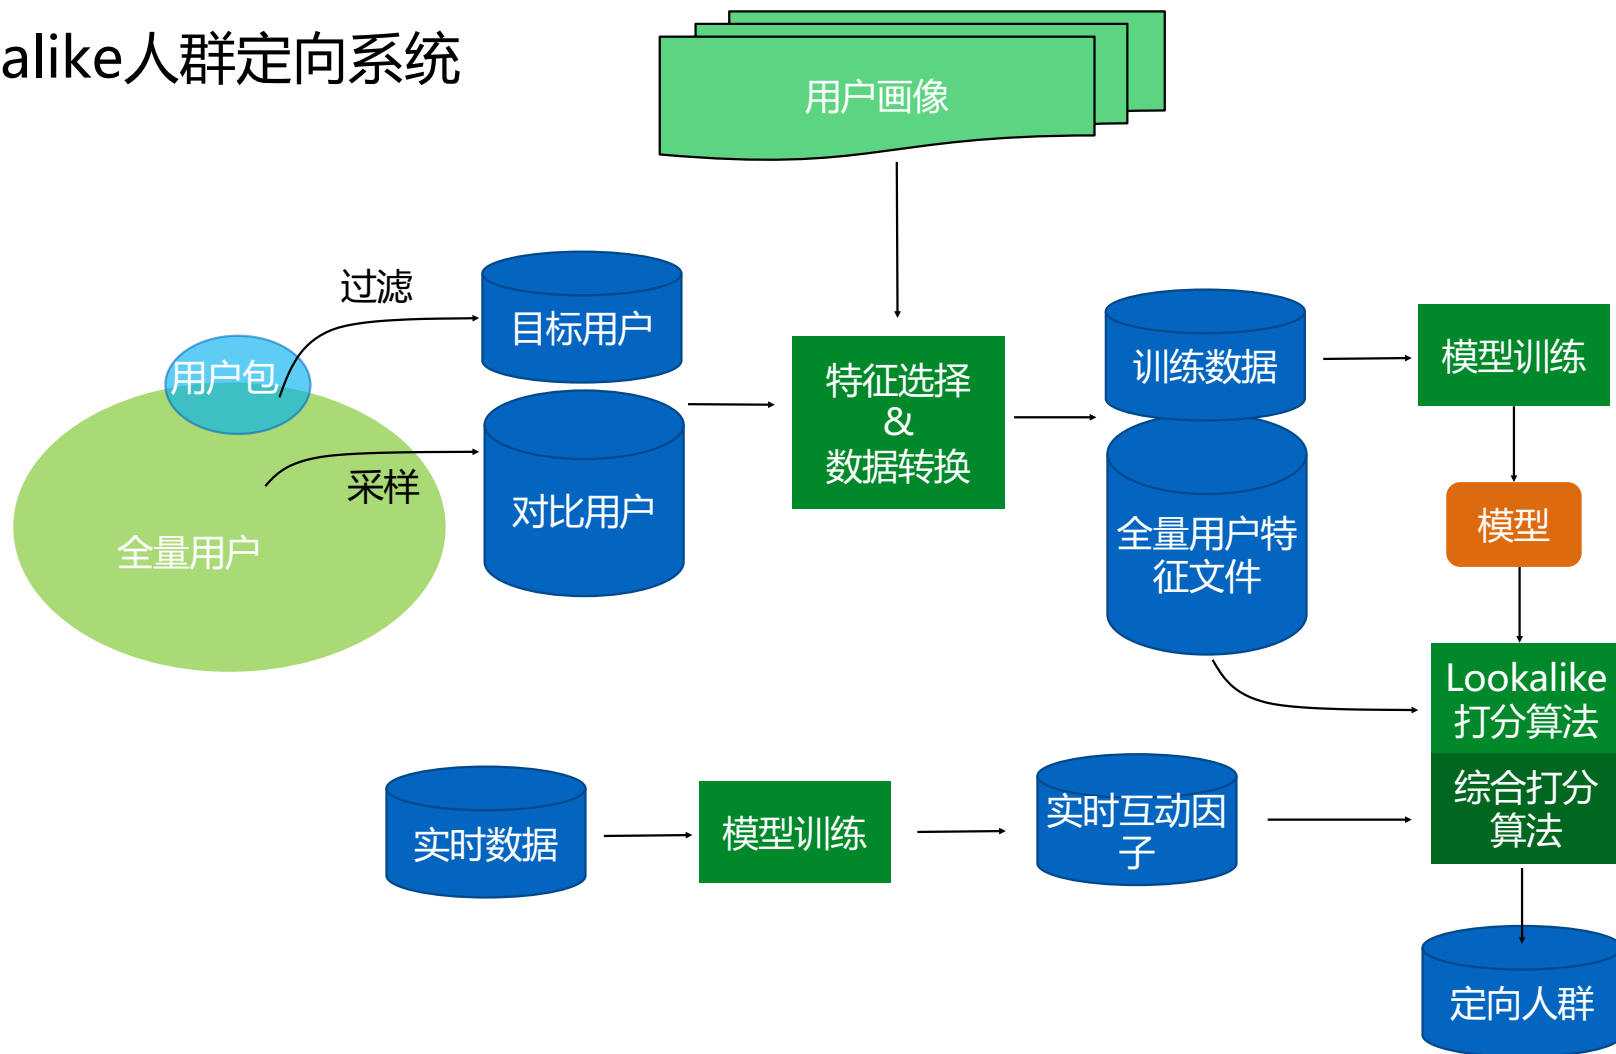 alike人群定向系统
用户画像
过滤
目标用户
用户包
采样
对比用户
全量用户
特征选择
&
数据转换
训练数据
模型训练
全量用户特
征文件
模型
Lookalike
打分算法
综合打分
算法
实时数据
模型训练
实时互动因
子
定向人群